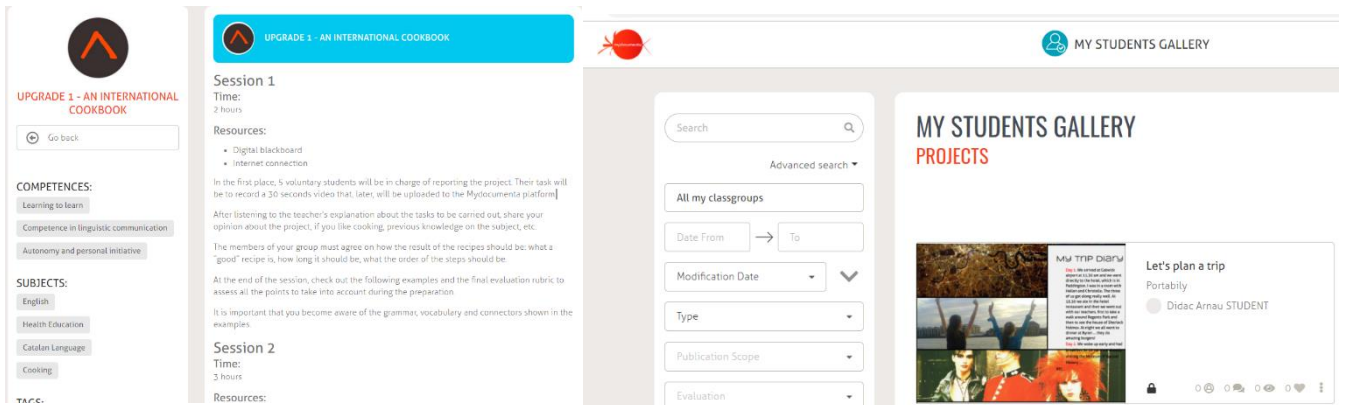 UPGRADE 1 - AN INTERNATIONAL
COOKBOOK
Go back
COMPETENCES:
Learning to learn
Competence in linguistic communication
Autonomy and personal initiative
SUBJECTS:
English
Health Education
Catalan Language
Cooking
TAGS:
UPGRADE 1 - AN INTERNATIONAL COOKBOOK
Session 1
Time:
2 hours
Resources:
• Digital blackboard
• Internet connection
In the first place, 5 voluntary students will be in charge of reporting the project. Their task will
be to record a 30 seconds video that, later, will be uploaded to the Mydocumenta platform
After listening to the teacher's explanation about the tasks to be carried out, share your
opinion about the project, if you like cooking, previous knowledge on the subject, etc.
The members of your group must agree on how the result of the recipes should be: what a
"good" recipe is, how long it should be, what the order of the steps should be.
At the end of the session, check out the following examples and the final evaluation rubric to
assess all the points to take into account during the preparation
It is important that you become aware of the grammar, vocabulary and connectors shown in the
examples.
Session 2
Time:
3 hours
Resources:
mydocumenta
MY STUDENTS GALLERY
Search
Advanced search
All my classgroups
Date From
To
Modification Date
Type
Publication Scope
Evaluation
MY STUDENTS GALLERY
PROJECTS
MY TRIP DIARY
Let's plan a trip
Portabily
Didac Arnau STUDENT
0 0 0 0